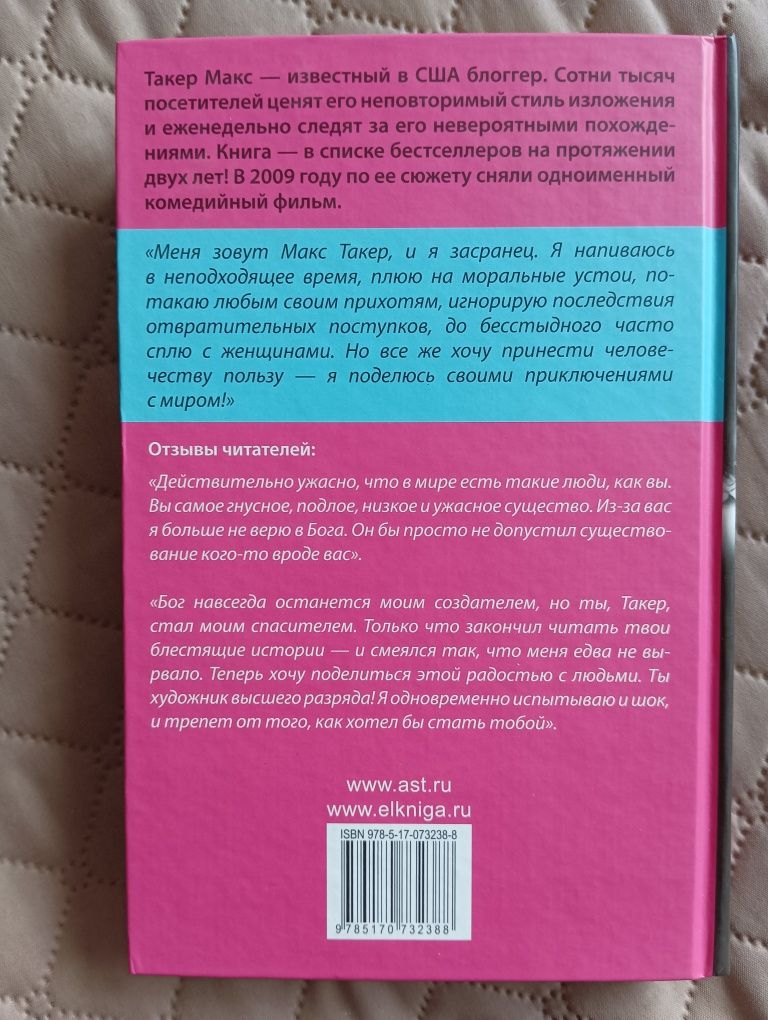 Такер Макс — известный в США блоггер. Сотни тысяч
посетителей ценят его неповторимый стиль изложения
и еженедельно следят за его невероятными похожде-
ниями. Книга — в списке бестселлеров на протяжении
двух лет! В 2009 году по ее сюжету сняли одноименный
комедийный фильм.
«Меня зовут Макс Такер, и я засранец. Я напиваюсь
в неподходящее время, плюю на моральные устои, по-
такаю любым своим прихотям, игнорирую последствия
отвратительных поступков, до бесстыдного часто
сплю с женщинами. Но все же хочу принести челове-
честву пользу — я поделюсь своими приключениями
с миром!»
Отзывы читателей:
«Действительно ужасно, что в мире есть такие люди, как вы.
Вы самое гнусное, подлое, низкое и ужасное существо. Из-за вас
я больше не верю в Бога. Он бы просто не допустил существо-
вание кого-то вроде вас».
«Бог навсегда останется моим создателем, но ты, Такер,
стал моим спасителем. Только что закончил читать твои
блестящие истории — и смеялся так, что меня едва не вы-
рвало. Теперь хочу поделиться этой радостью с людьми. Ты
художник высшего разряда! Я одновременно испытываю и шок,
и трепет от того, как хотел бы стать тобой».
www.ast.ru
www.elkniga.ru
ISBN 978-5-17-073238-8
9 785170 732388